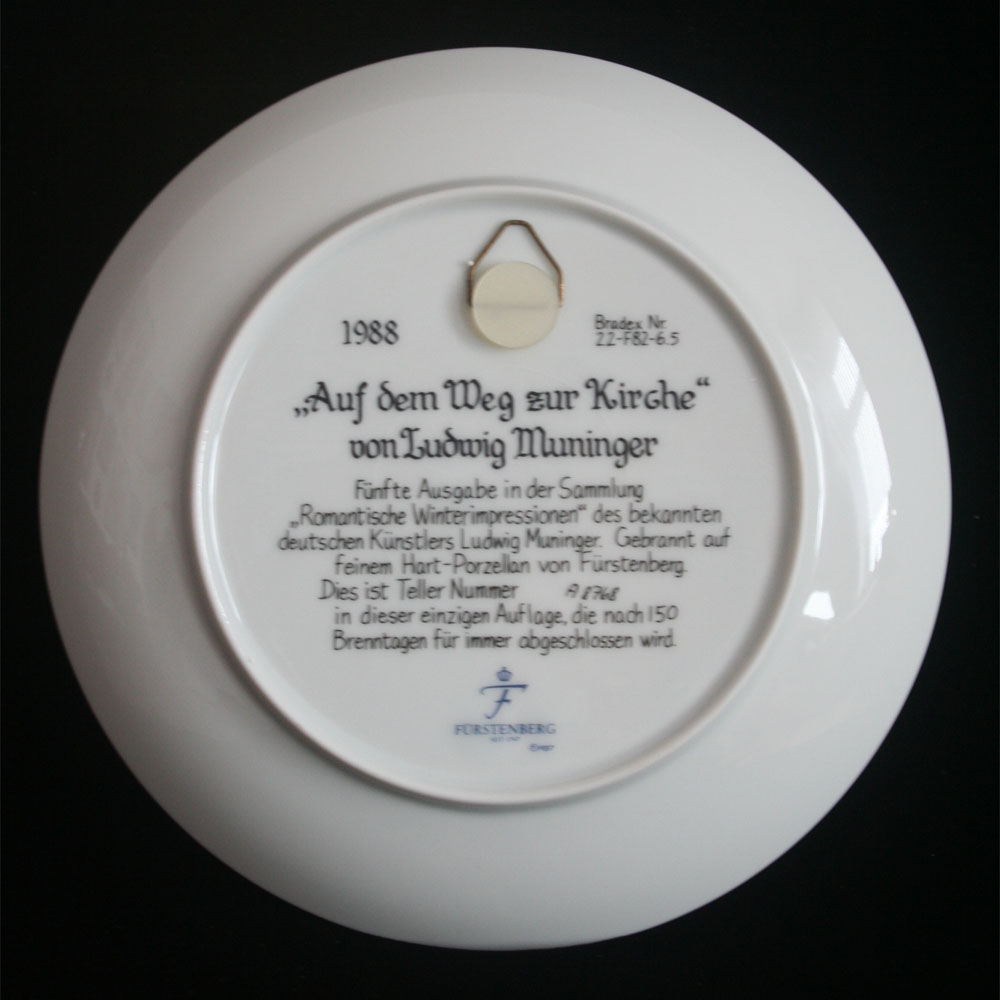 1988
Bradex Nr.
22-F82-6.5
„Auf dem Weg zur Kirche“
von Ludwig Muninger
Fünfte Ausgabe in der Sammlung
„Romantische Winterimpressionen“ des bekannten
deutschen Künstlers Ludwig Muninger. Gebrannt auf
feinem Hart-Porzellan von Fürstenberg.
Dies ist Teller Nummer A 8768
in dieser einzigen Auflage, die nach 150
Brenntagen für immer abgeschlossen wird.
F
FÜRSTENBERG